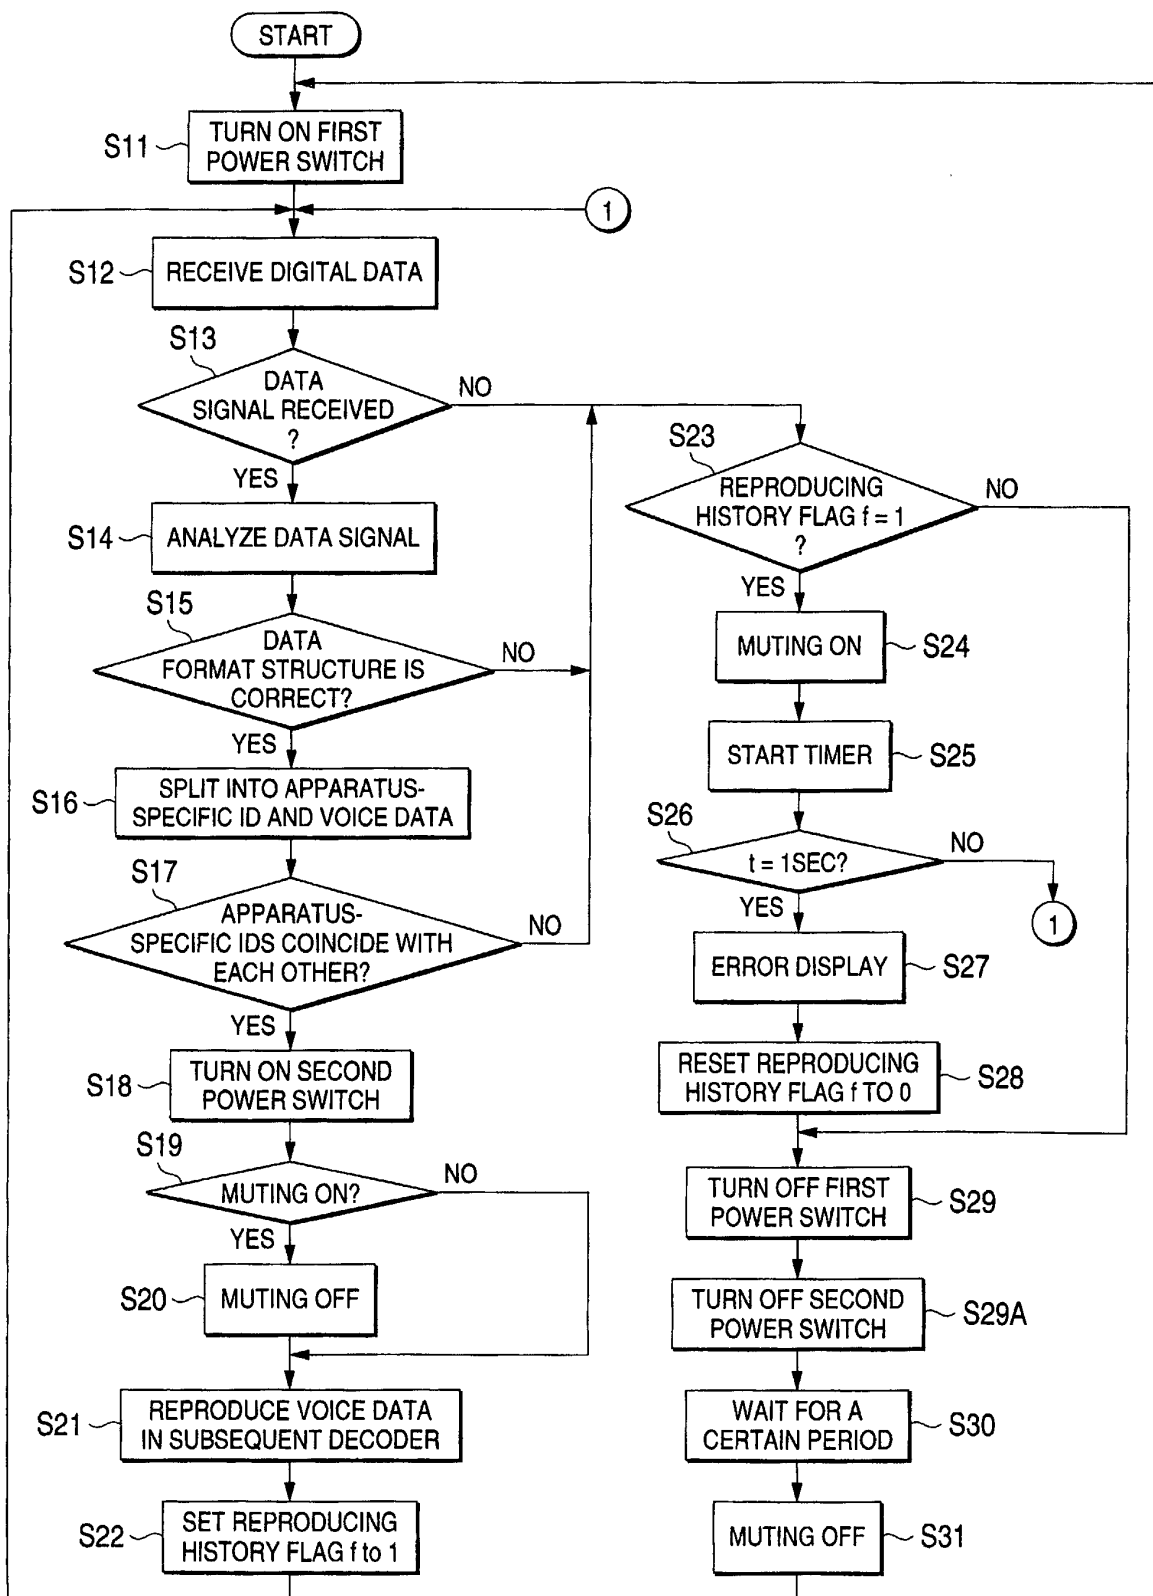 START
S11
TURN ON FIRST
POWER SWITCH
1
S12
RECEIVE DIGITAL DATA
S13
DATA
SIGNAL RECEIVED
?
NO
YES
S14
ANALYZE DATA SIGNAL
S15
DATA
FORMAT STRUCTURE IS
CORRECT?
NO
YES
S16
SPLIT INTO APPARATUS-
SPECIFIC ID AND VOICE DATA
S17
APPARATUS-
SPECIFIC IDS COINCIDE WITH
EACH OTHER?
NO
YES
S18
TURN ON SECOND
POWER SWITCH
S19
MUTING ON?
NO
YES
S20
MUTING OFF
S21
REPRODUCE VOICE DATA
IN SUBSEQUENT DECODER
S22
SET REPRODUCING
HISTORY FLAG f to 1
S23
REPRODUCING
HISTORY FLAG f = 1
?
NO
YES
MUTING ON
S24
START TIMER
S25
S26
t = 1SEC?
NO
1
YES
ERROR DISPLAY
S27
RESET REPRODUCING
HISTORY FLAG f TO 0
S28
TURN OFF FIRST
POWER SWITCH
S29
TURN OFF SECOND
POWER SWITCH
S29A
WAIT FOR A
CERTAIN PERIOD
S30
MUTING OFF
S31